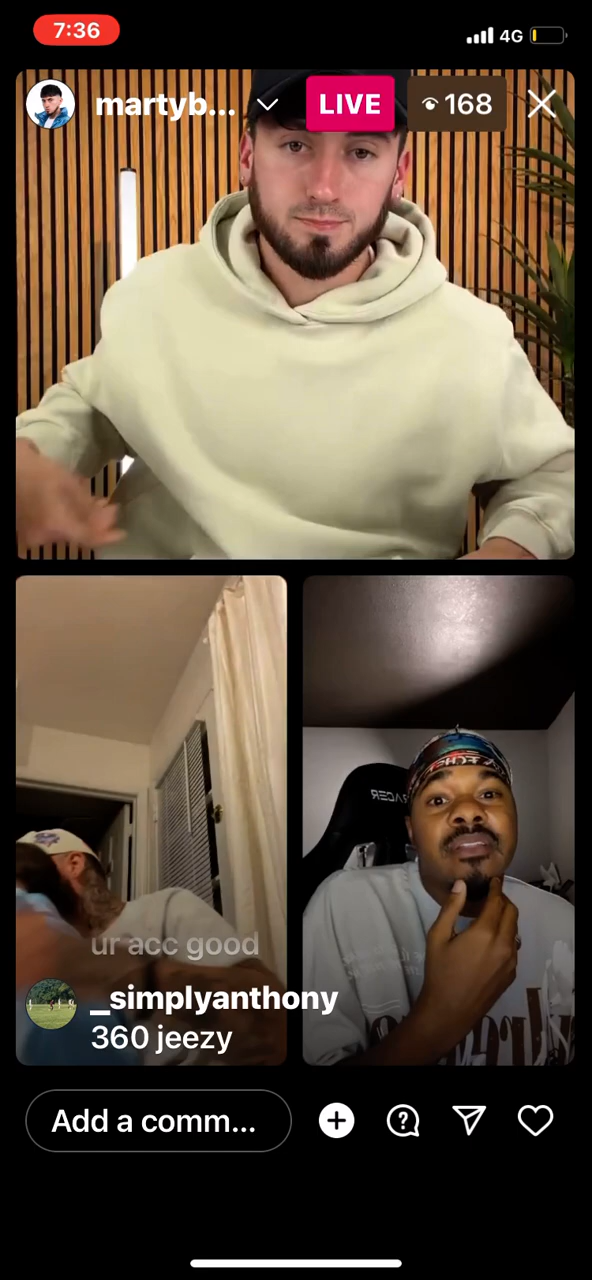 7:36
4G
martyb...
LIVE
168
ur acc good
_simplyanthony
360 jeezy
Add a comm...